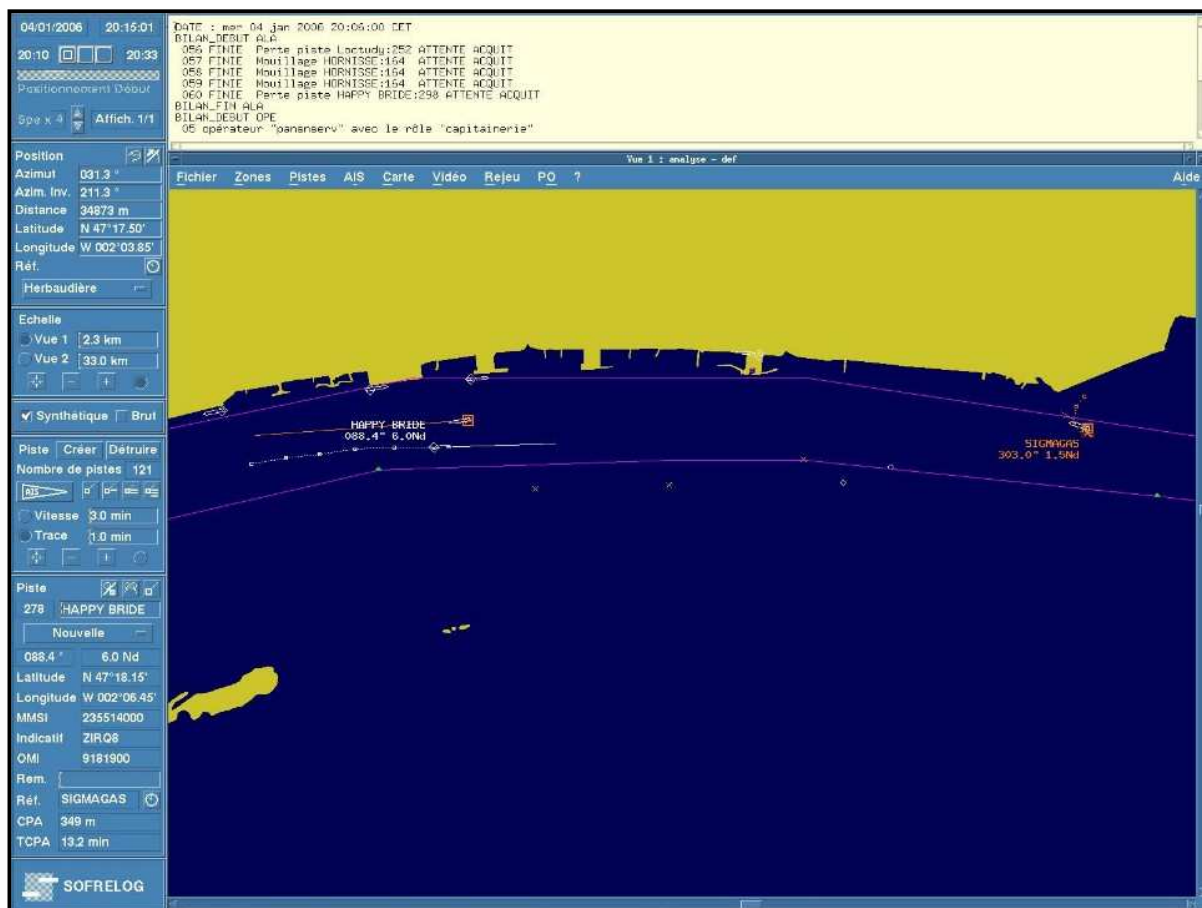 04/01/2006 20:15:01
20:10 20:33
Positionnement Début
Spe x 4 Affich. 1/1
DATE : mer 04 jan 2006 20:06:00 CET
BILAN_DEBUT ALA
056 FINIE Perte piste Loctudy:252 ATTENTE ACQUIT
057 FINIE Mouillage HORNISSE:164 ATTENTE ACQUIT
058 FINIE Mouillage HORNISSE:164 ATTENTE ACQUIT
059 FINIE Mouillage HORNISSE:164 ATTENTE ACQUIT
060 FINIE Perte piste HAPPY BRIDE:298 ATTENTE ACQUIT
BILAN_FIN ALA
BILAN_DEBUT OPE
05 opérateur "pansnserv" avec le rôle "capitainerie"
Vue 1 : analyse - def
Fichier Zones Pistes AIS Carte Vidéo Rejeu PO ? Aide
Position
Azimut 031.3 °
Azim. Inv. 211.3 °
Distance 34873 m
Latitude N 47°17.50'
Longitude W 002°03.85'
Réf.
Herbaudière
Echelle
Vue 1 2.3 km
Vue 2 33.0 km
Synthétique Brut
Piste Créer Détruire
Nombre de pistes 121
AIS
Vitesse 3.0 min
Trace 1.0 min
Piste
278 HAPPY BRIDE
Nouvelle
088.4 ° 6.0 Nd
Latitude N 47°18.15'
Longitude W 002°06.45'
MMSI 235514000
Indicatif ZIRQ8
OMI 9181900
Rem.
Réf. SIGMAGAS
CPA 349 m
TCPA 13.2 min
SOFRELOG
HAPPY BRIDE
088.4° 6.0Nd
SIGMAGAS
303.0° 1.5Nd